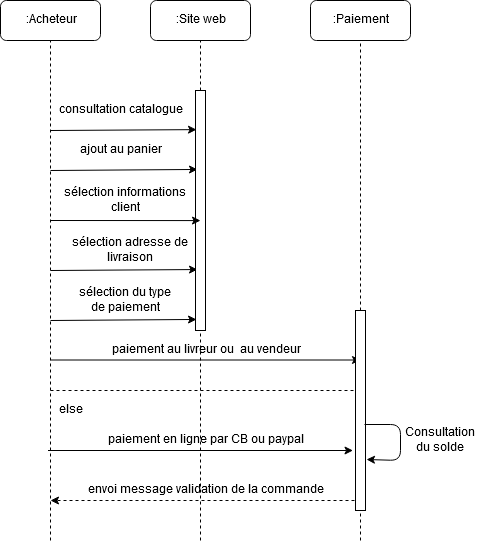 :Acheteur
:Site web
:Paiement
consultation catalogue
ajout au panier
sélection informations
client
sélection adresse de
livraison
sélection du type
de paiement
paiement au livreur ou au vendeur
else
paiement en ligne par CB ou paypal
Consultation
du solde
envoi message validation de la commande